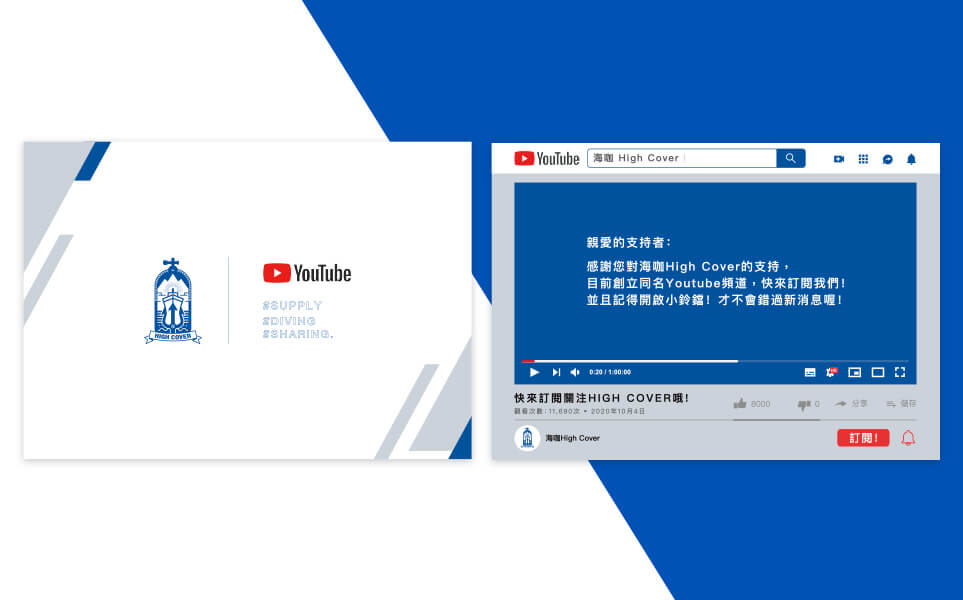 HIGH COVER
YouTube
#SUPPLY
#DIVING
#SHARING.
YouTube
海咖 High Cover
親愛的支持者：
感謝您對海咖High Cover的支持，
目前創立同名Youtube頻道，快來訂閱我們！
並且記得開啟小鈴鐺！才不會錯過新消息喔！
0:20 / 1:00:00
快來訂閱關注HIGH COVER哦！
觀看次數：11,690次 • 2020年10月4日
8000
0
分享
儲存
海咖High Cover
訂閱！